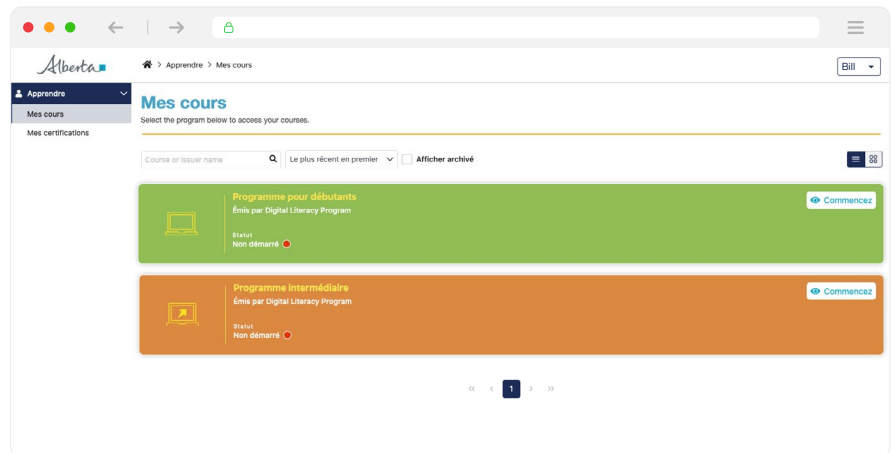 Alberta
> Apprendre > Mes cours
Bill
Apprendre
Mes cours
Mes certifications
Mes cours
Select the program below to access your courses.
Course or issuer name
Le plus récent en premier
Afficher archivé
Programme pour débutants
Émis par Digital Literacy Program
Statut
Non démarré
Commencez
Programme intermédiaire
Émis par Digital Literacy Program
Statut
Non démarré
Commencez
« ‹ 1 › »